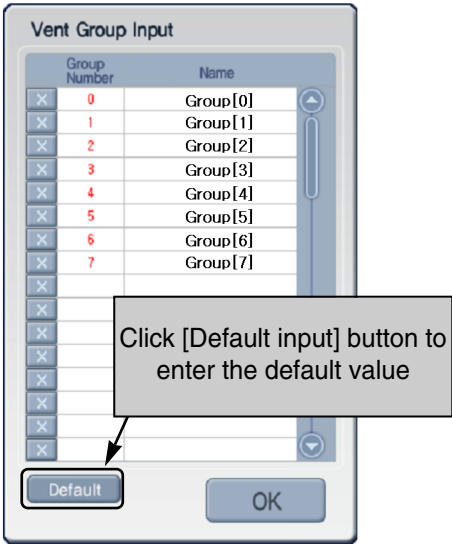 Vent Group Input
Group Number Name
X 0 Group[0]
X 1 Group[1]
X 2 Group[2]
X 3 Group[3]
X 4 Group[4]
X 5 Group[5]
X 6 Group[6]
X 7 Group[7]
X
X
X
X
X
X
X
X
Click [Default input] button to
enter the default value
Default
OK